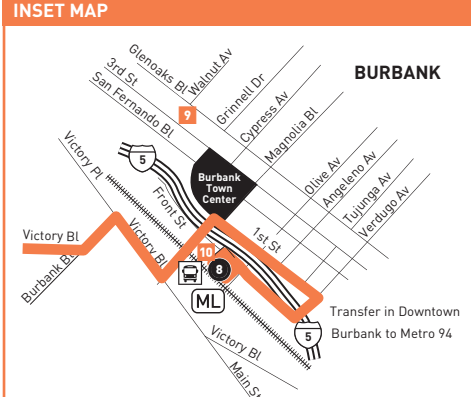 INSET MAP
BURBANK
Glenoaks Bl
Walnut Av
3rd St
San Fernando Bl
Grinnell Dr
Cypress Av
Magnolia Bl
9
5
Victory Pl
Front St
Burbank
Town
Center
Olive Av
Angeleno Av
Tujunga Av
Verdugo Av
1st St
Victory Bl
Victory Bl
Burbank B
10
8
ML
Transfer in Downtown
Burbank to Metro 94
5
Victory Bl
Main St